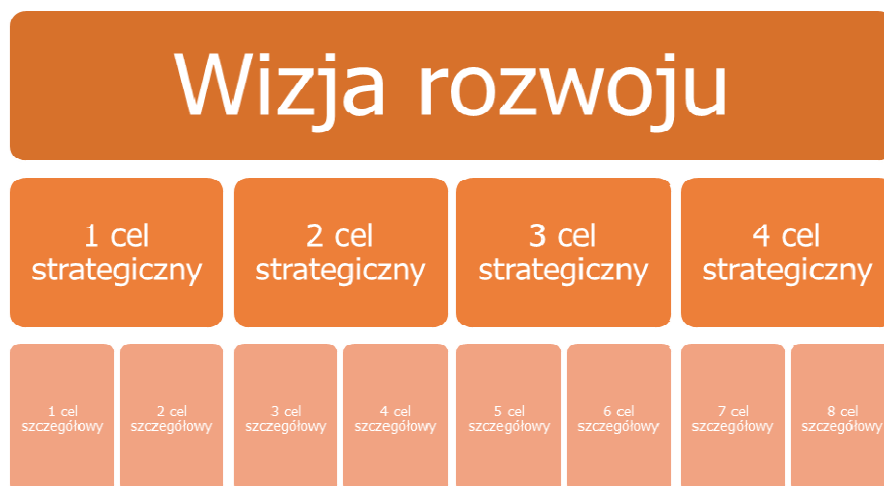 Wizja rozwoju
1 cel
strategiczny
2 cel
strategiczny
3 cel
strategiczny
4 cel
strategiczny
1 cel
szczegółowy
2 cel
szczegółowy
3 cel
szczegółowy
4 cel
szczegółowy
5 cel
szczegółowy
6 cel
szczegółowy
7 cel
szczegółowy
8 cel
szczegółowy